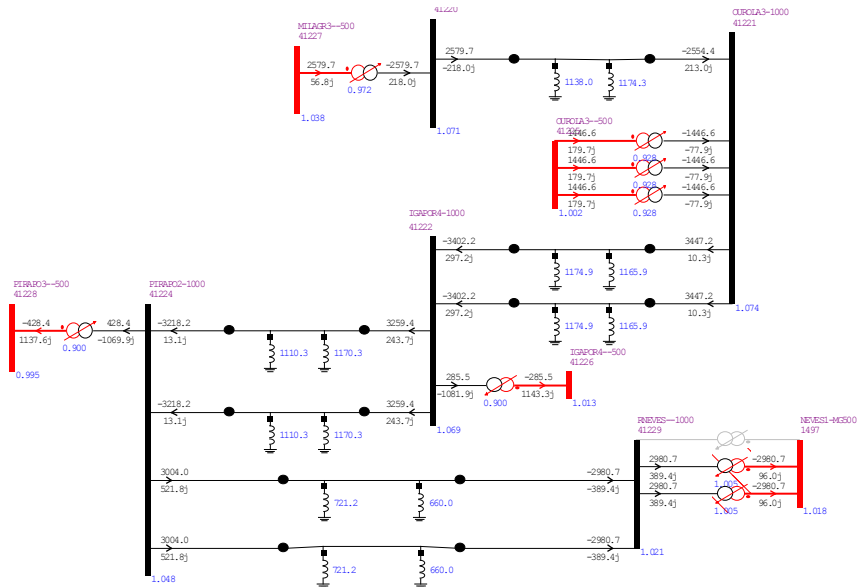 41220
OUROLA3-1000
41221
MILAGR3--500
41227
2579.7
-2579.7
2579.7
-2554.4
56.8j
218.0j
-218.0j
213.0j
0.972
1138.0
1174.3
1.038
1.071
OUROLA3--500
1446.6
-1446.6
179.7j
-77.9j
0.928
1446.6
-1446.6
179.7j
-77.9j
0.928
1446.6
-1446.6
179.7j
-77.9j
1.002
0.928
IGAPOR4-1000
41222
-3402.2
3447.2
297.2j
10.3j
1174.9
1165.9
PIRAPO3--500
41228
PIRAPO2-1000
41224
-3402.2
3447.2
297.2j
10.3j
1.074
1174.9
1165.9
-428.4
428.4
-3218.2
3259.4
1137.6j
-1069.9j
13.1j
243.7j
0.900
1110.3
1170.3
0.995
IGAPOR4--500
41226
285.5
-285.5
-1081.9j
1143.3j
0.900
1.013
-3218.2
3259.4
13.1j
243.7j
1.069
1110.3
1170.3
RNEVES--1000
41229
NEVES1-MG500
1497
2980.7
-2980.7
389.4j
96.0j
1.005
3004.0
-2980.7
521.8j
-389.4j
2980.7
-2980.7
389.4j
96.0j
1.005
1.018
721.2
660.0
3004.0
-2980.7
521.8j
-389.4j
1.021
721.2
660.0
1.048